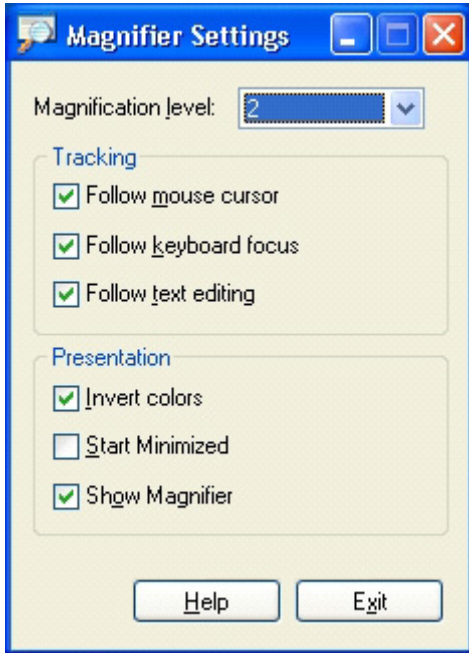 Magnifier Settings
Magnification level: 2
Tracking
Follow mouse cursor
Follow keyboard focus
Follow text editing
Presentation
Invert colors
Start Minimized
Show Magnifier
Help Exit